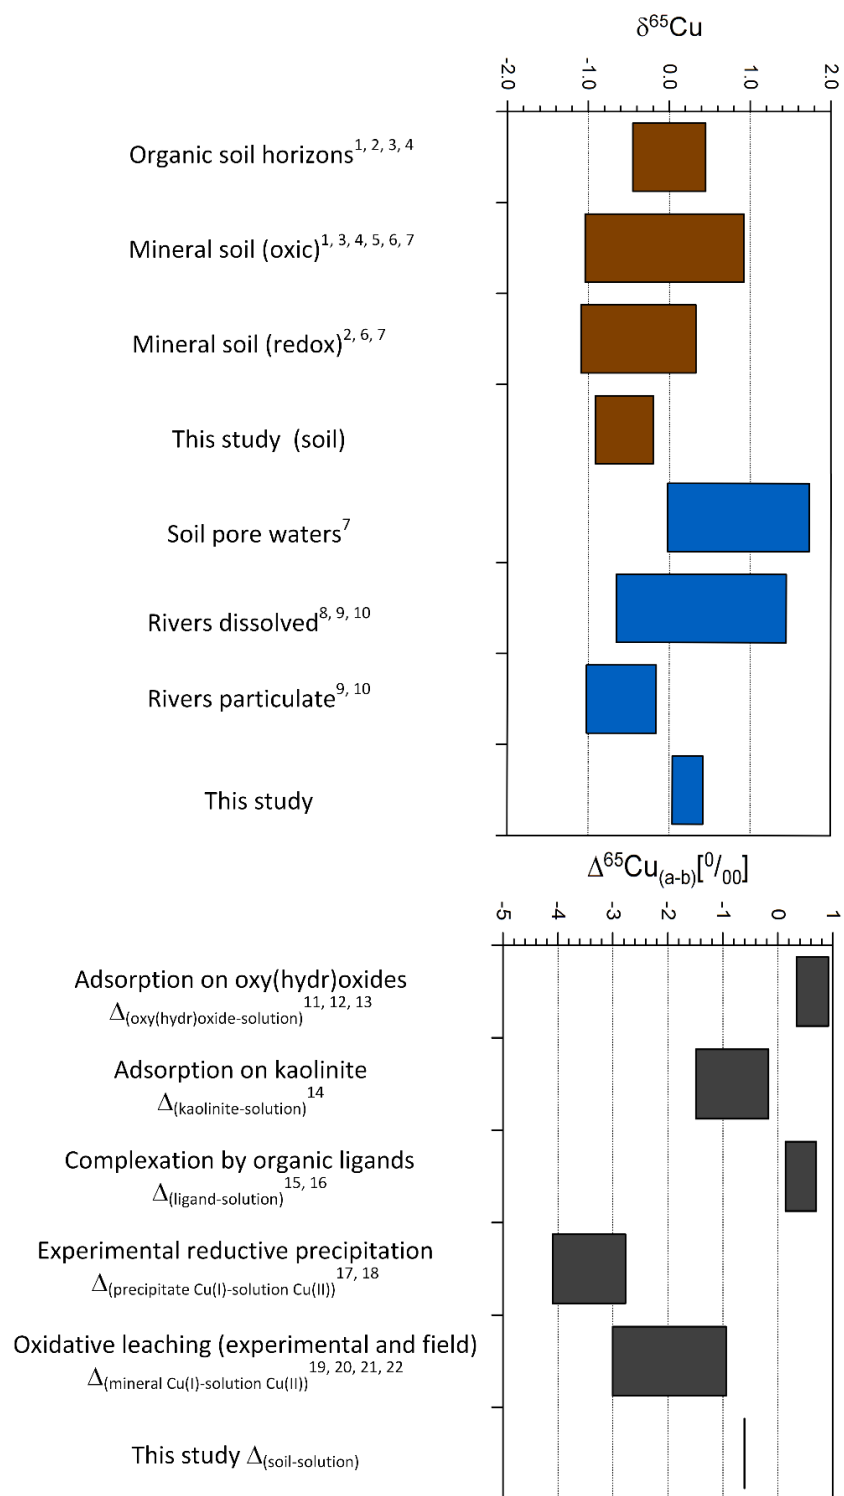 δ⁶⁵Cu
-2.0 -1.0 0.0 1.0 2.0
Organic soil horizons1, 2, 3, 4
Mineral soil (oxic)1, 3, 4, 5, 6, 7
Mineral soil (redox)2, 6, 7
This study (soil)
Soil pore waters7
Rivers dissolved8, 9, 10
Rivers particulate9, 10
This study
Δ⁶⁵Cu(a-b)[0/00]
-5 -4 -3 -2 -1 0 1
Adsorption on oxy(hydr)oxides
Δ(oxy(hydr)oxide-solution)11, 12, 13
Adsorption on kaolinite
Δ(kaolinite-solution)14
Complexation by organic ligands
Δ(ligand-solution)15, 16
Experimental reductive precipitation
Δ(precipitate Cu(I)-solution Cu(II))17, 18
Oxidative leaching (experimental and field)
Δ(mineral Cu(I)-solution Cu(II))19, 20, 21, 22
This study Δ(soil-solution)